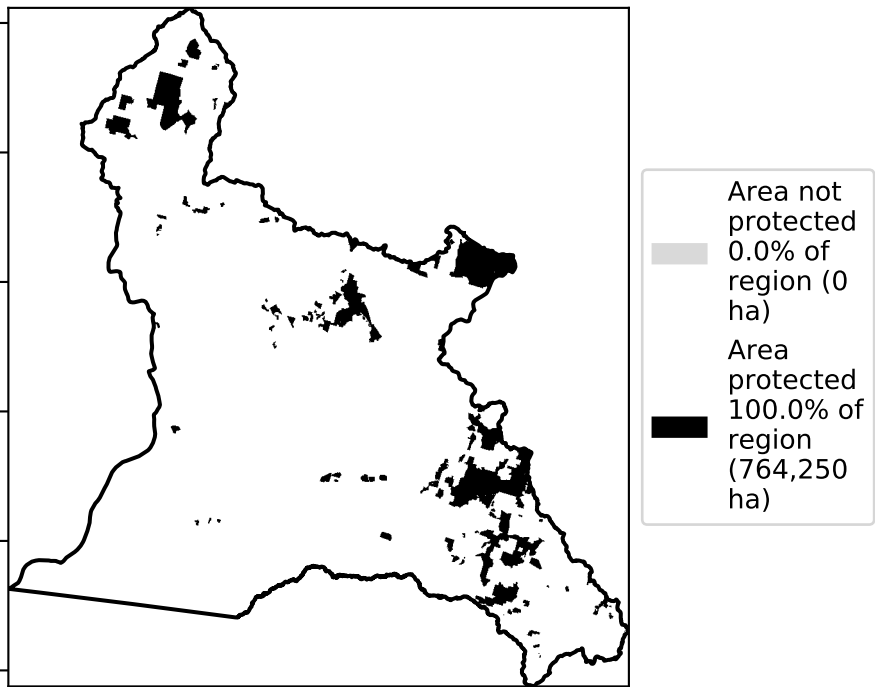 Area not
protected
0.0% of
region (0
ha)
Area
protected
100.0% of
region
(764,250
ha)